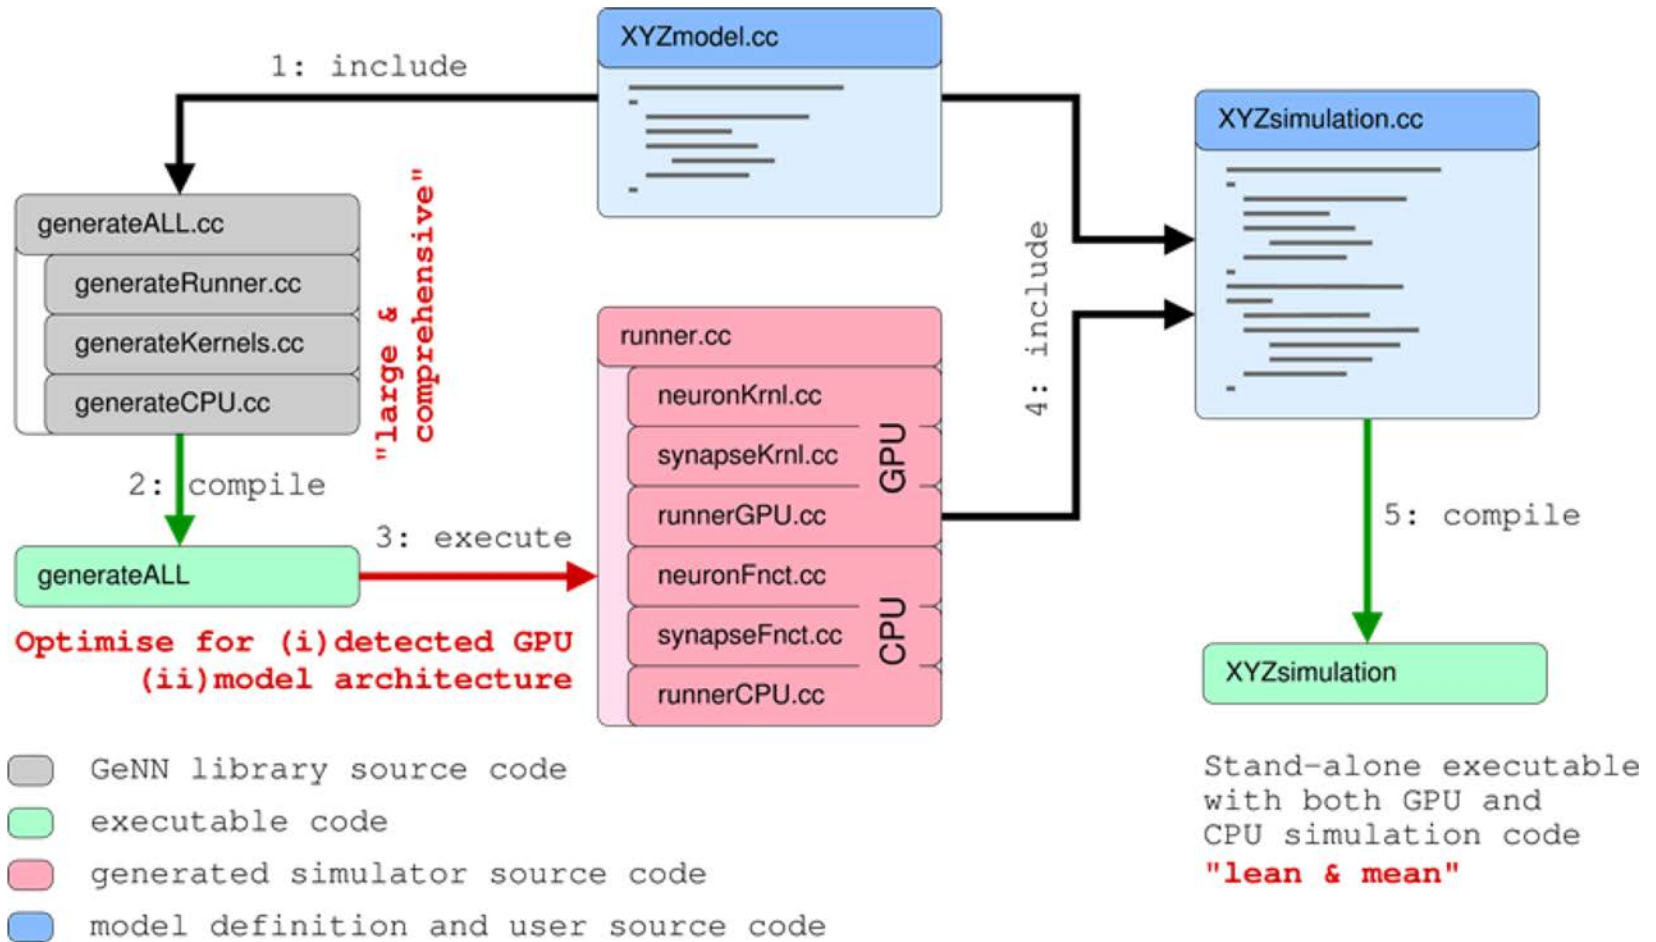 XYZmodel.cc
1: include
XYZsimulation.cc
generateALL.cc
generateRunner.cc
generateKernels.cc
generateCPU.cc
"large &
comprehensive"
4: include
runner.cc
neuronKrnl.cc
synapseKrnl.cc
runnerGPU.cc
GPU
neuronFnct.cc
synapseFnct.cc
runnerCPU.cc
CPU
2: compile
3: execute
5: compile
generateALL
Optimise for (i)detected GPU
(ii)model architecture
XYZsimulation
Stand-alone executable
with both GPU and
CPU simulation code
"lean & mean"
GeNN library source code
executable code
generated simulator source code
model definition and user source code